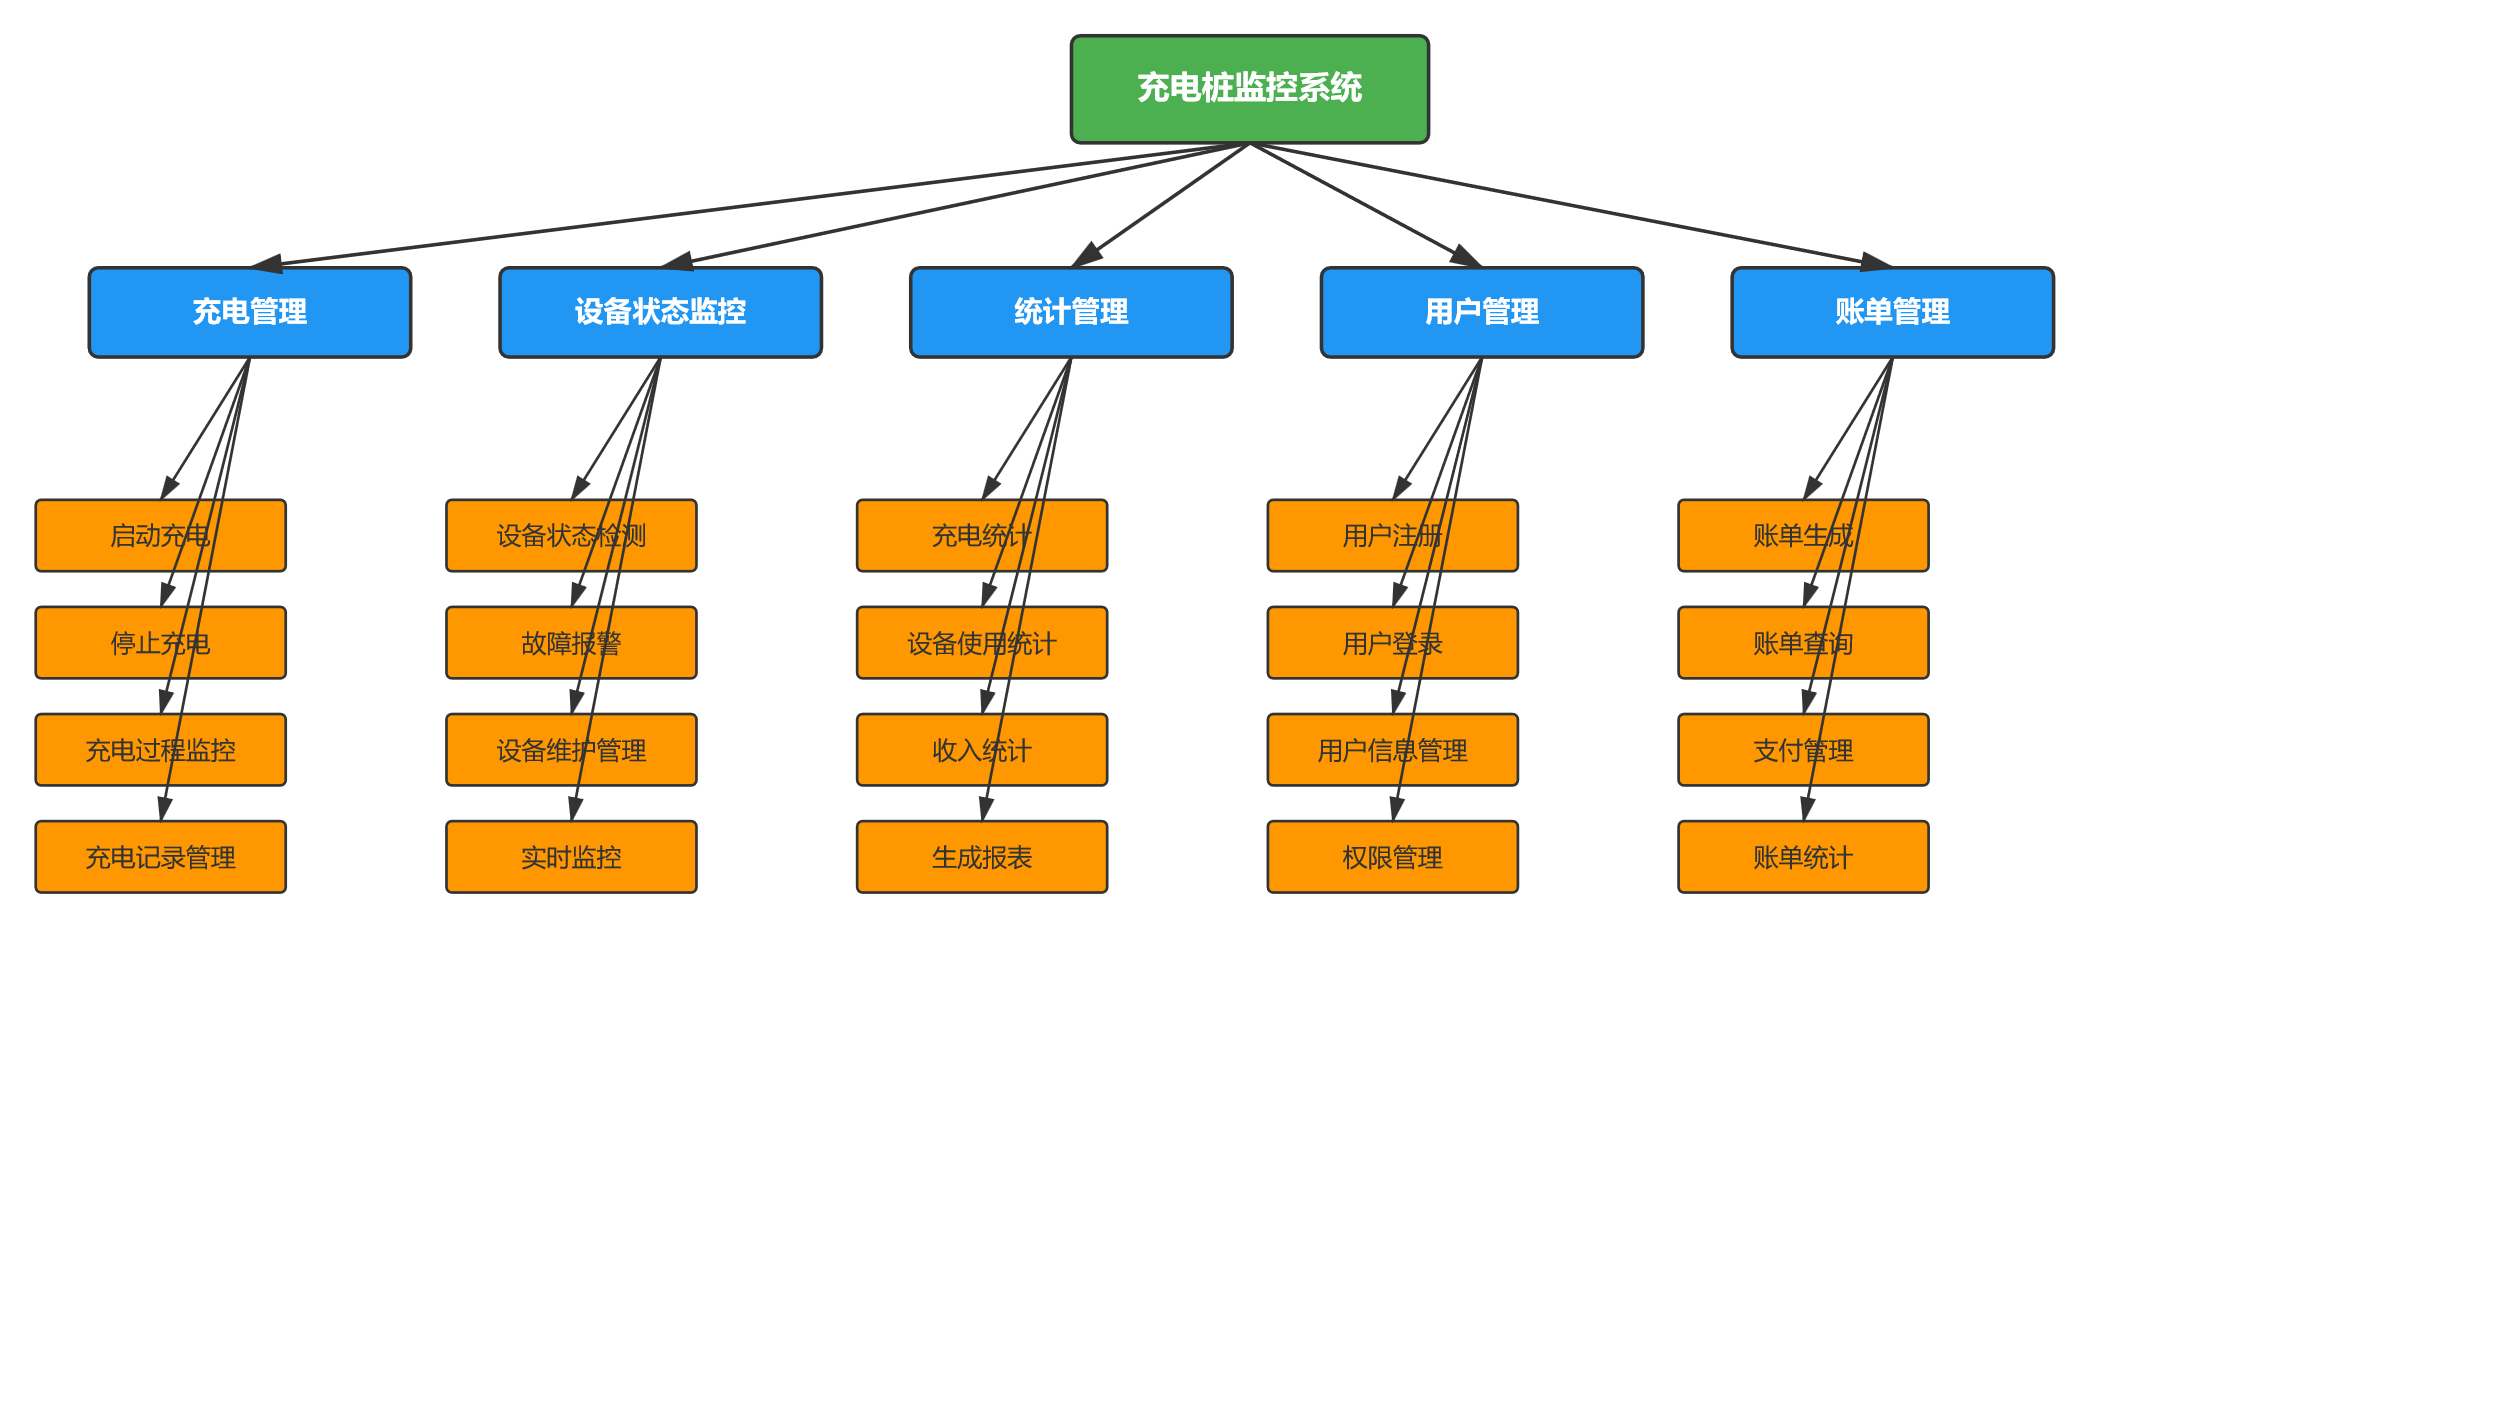 充电桩监控系统
充电管理
设备状态监控
统计管理
用户管理
账单管理
启动充电
设备状态检测
充电统计
用户注册
账单生成
停止充电
故障报警
设备使用统计
用户登录
账单查询
充电过程监控
设备维护管理
收入统计
用户信息管理
支付管理
充电记录管理
实时监控
生成报表
权限管理
账单统计